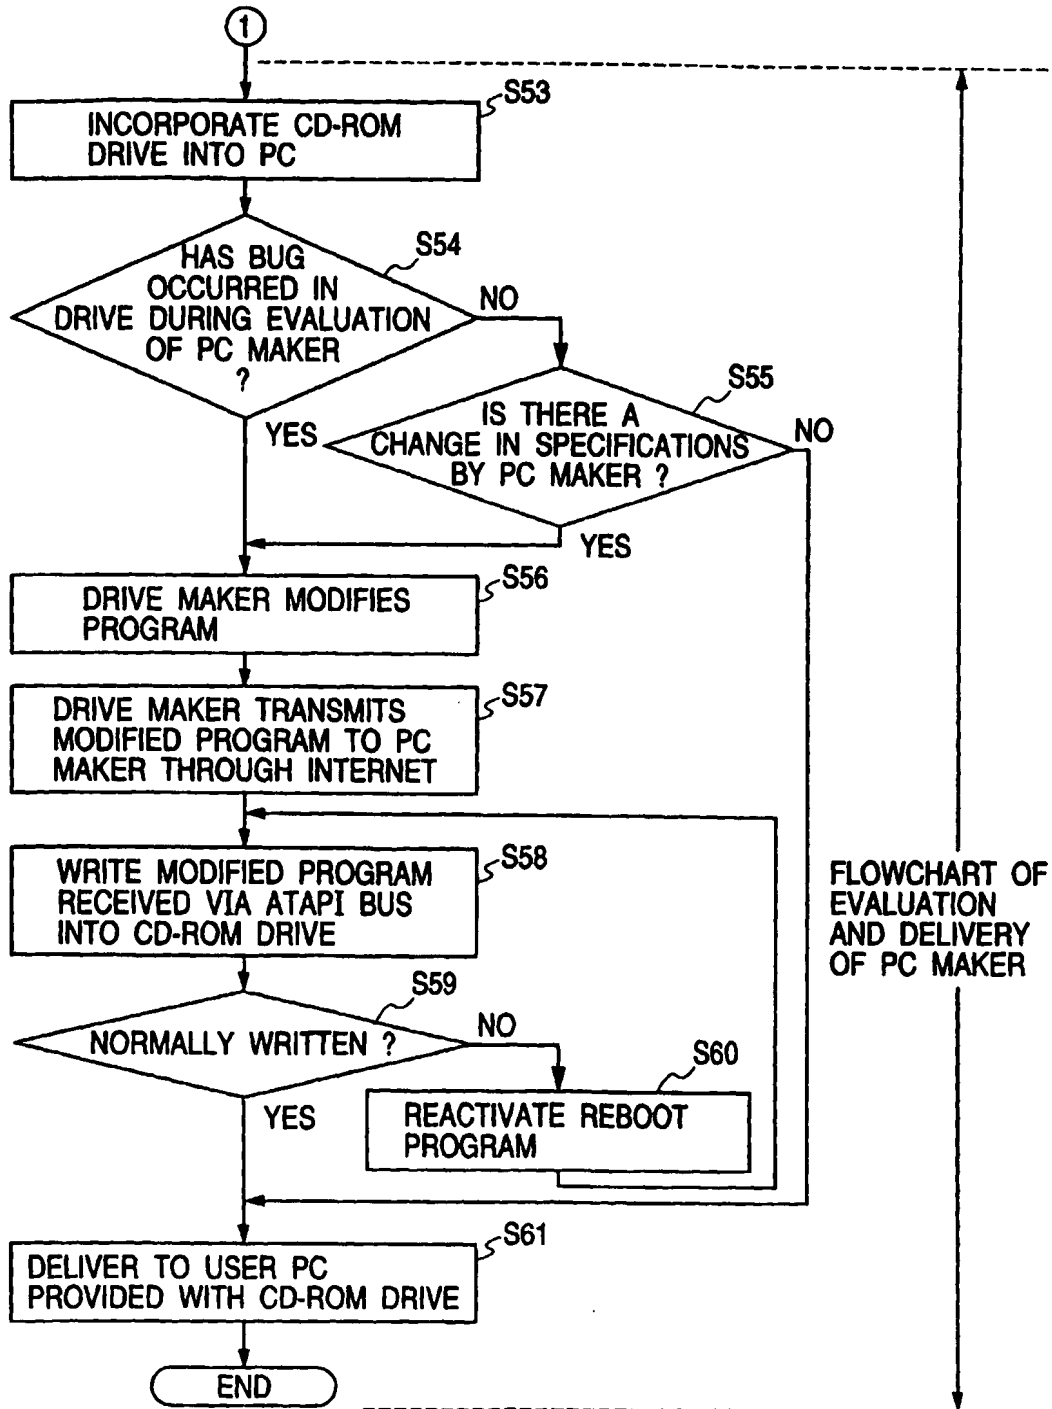 1
S53
INCORPORATE CD-ROM
DRIVE INTO PC
S54
HAS BUG
OCCURRED IN
DRIVE DURING EVALUATION
OF PC MAKER
?
NO
YES
S55
IS THERE A
CHANGE IN SPECIFICATIONS
BY PC MAKER ?
NO
YES
S56
DRIVE MAKER MODIFIES
PROGRAM
S57
DRIVE MAKER TRANSMITS
MODIFIED PROGRAM TO PC
MAKER THROUGH INTERNET
S58
WRITE MODIFIED PROGRAM
RECEIVED VIA ATAPI BUS
INTO CD-ROM DRIVE
FLOWCHART OF
EVALUATION
AND DELIVERY
OF PC MAKER
S59
NORMALLY WRITTEN ?
NO
YES
S60
REACTIVATE REBOOT
PROGRAM
S61
DELIVER TO USER PC
PROVIDED WITH CD-ROM DRIVE
END